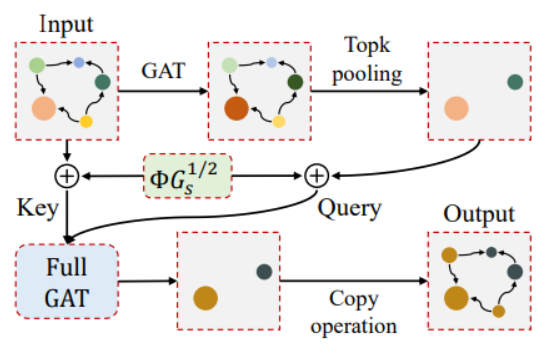 Input
GAT
Topk
pooling
ΦG_s^{1/2}
Key
Query
Output
Full
GAT
Copy
operation